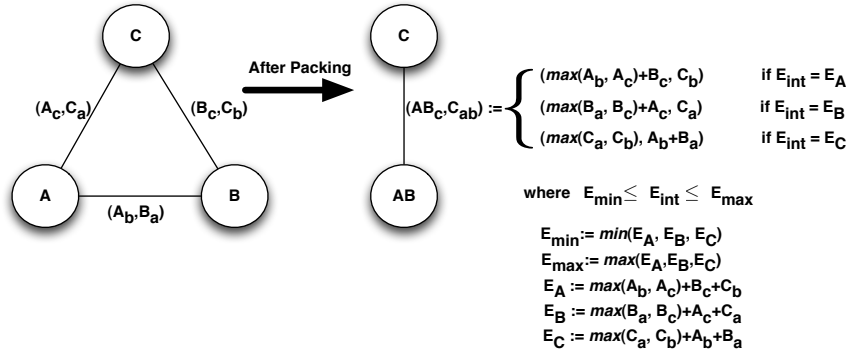 C
C
After Packing
(A_c,C_a)
(B_c,C_b)
(AB_c,C_ab) :=
(max(A_b, A_c)+B_c, C_b) if E_int = E_A
(max(B_a, B_c)+A_c, C_a) if E_int = E_B
(max(C_a, C_b), A_b+B_a) if E_int = E_C
A
B
AB
(A_b,B_a)
where E_min ≤ E_int ≤ E_max
E_min := min(E_A, E_B, E_C)
E_max := max(E_A,E_B,E_C)
E_A := max(A_b, A_c)+B_c+C_b
E_B := max(B_a, B_c)+A_c+C_a
E_C := max(C_a, C_b)+A_b+B_a